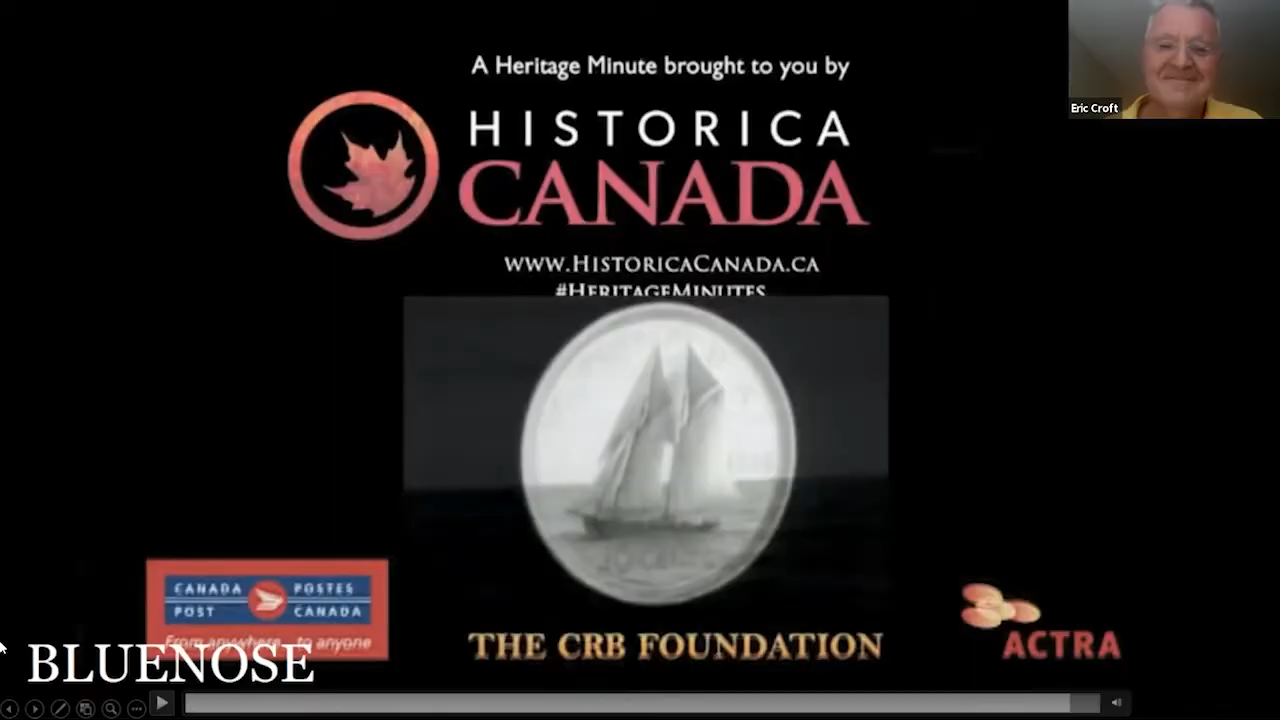 A Heritage Minute brought to you by
HISTORICA
CANADA
WWW.HISTORICACANADA.CA
#HERITAGEMINUTES
Eric Croft
CANADA POSTES
POST CANADA
From anywhere... to anyone
BLUENOSE
THE CRB FOUNDATION
ACTRA